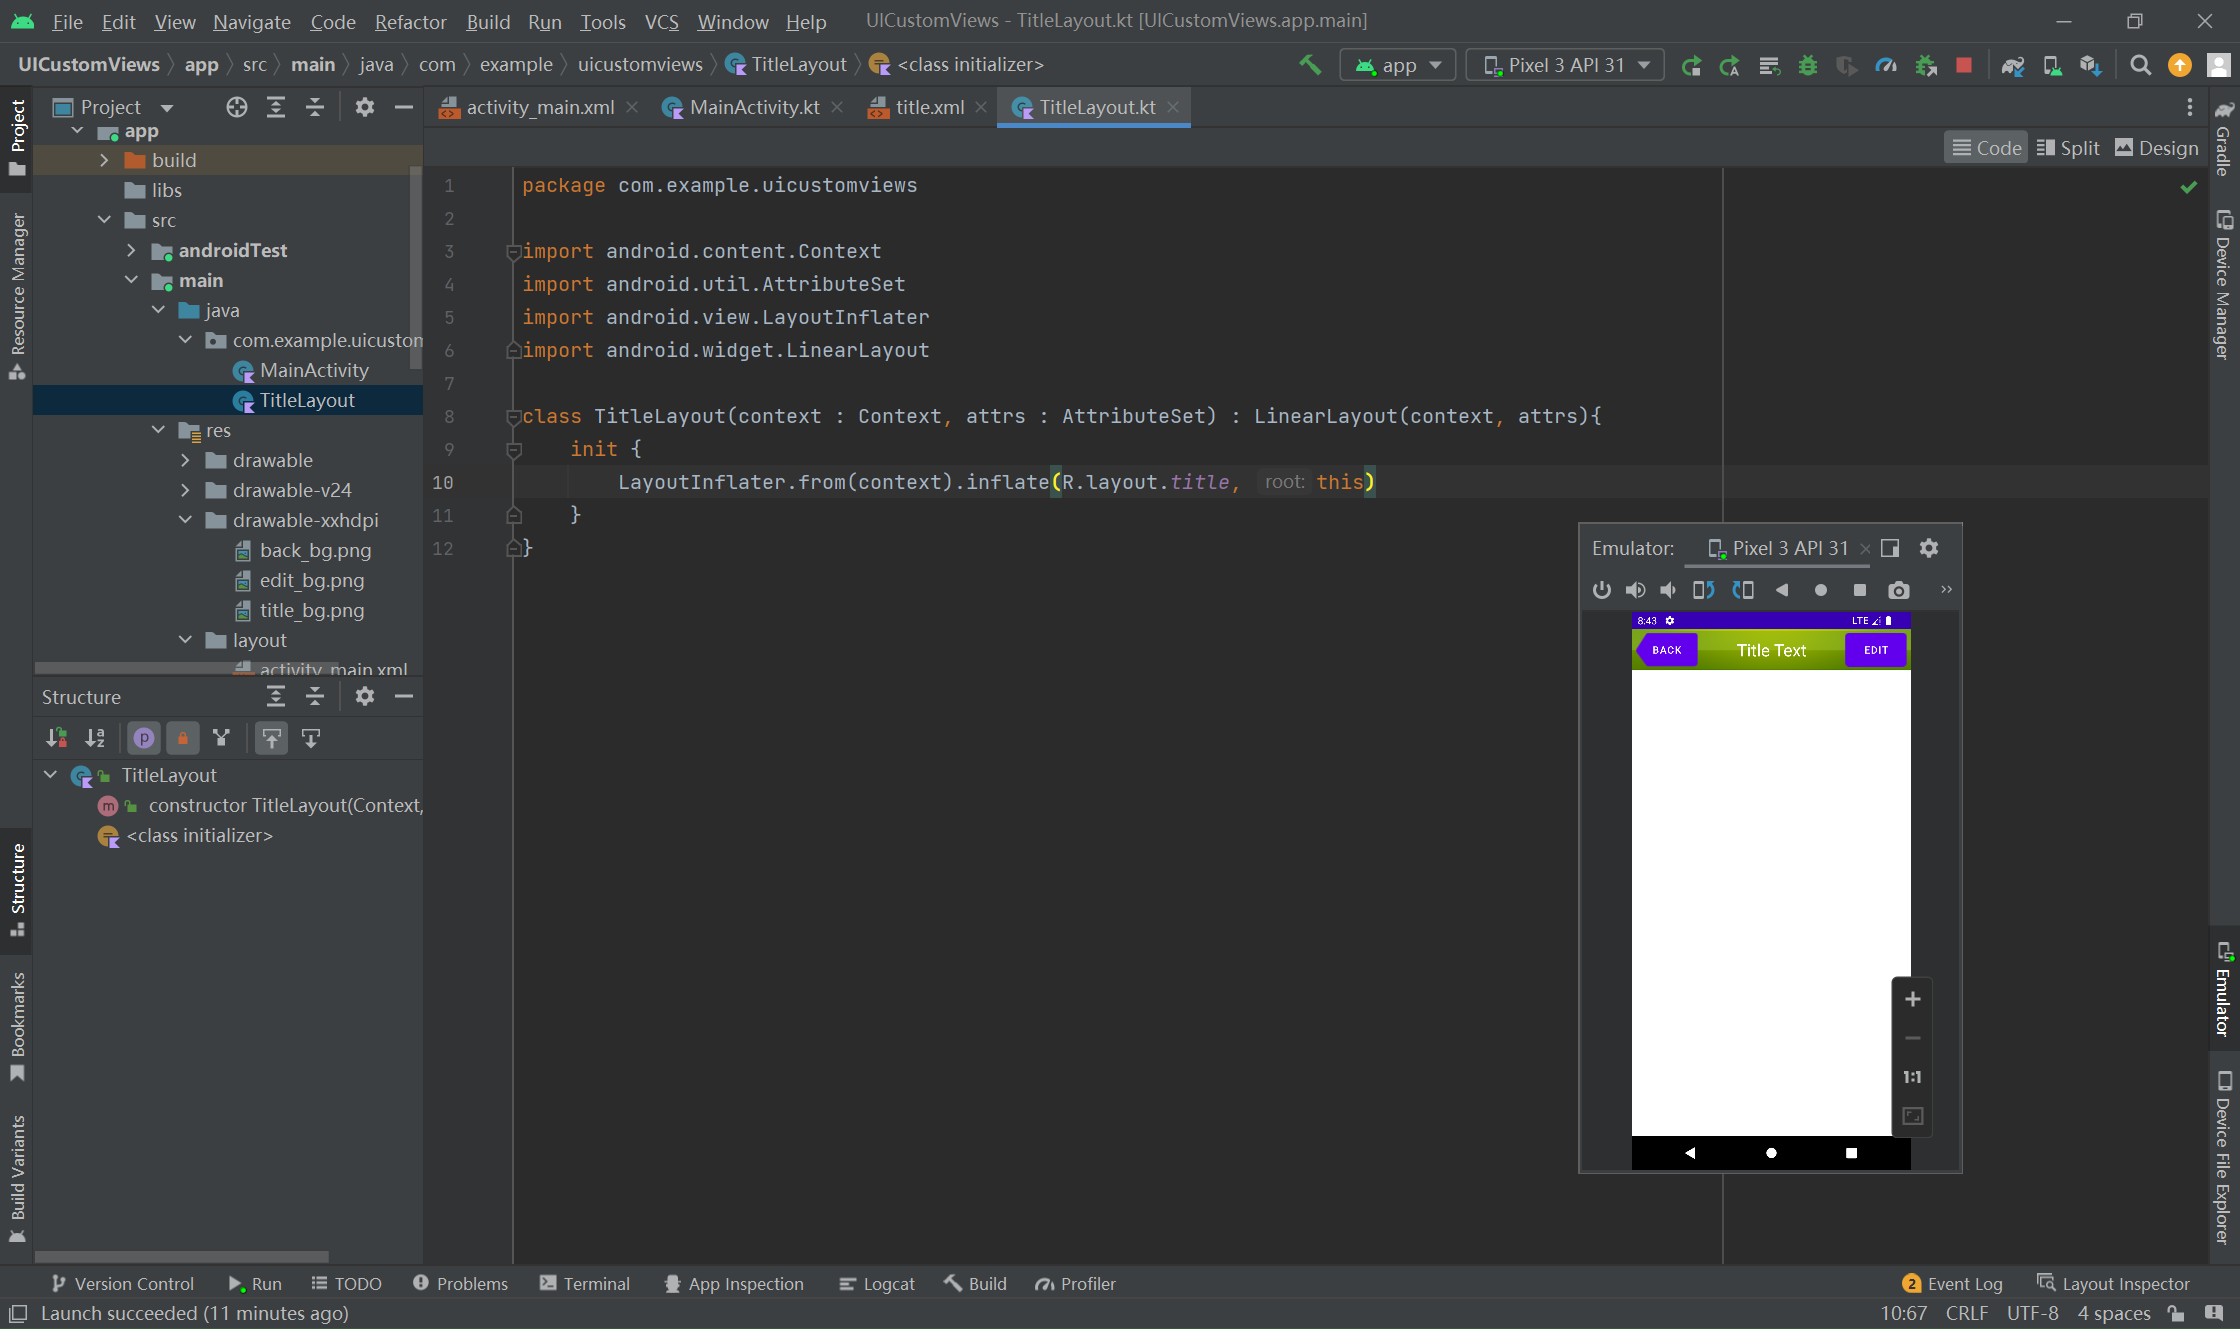 File Edit View Navigate Code Refactor Build Run Tools VCS Window Help UICustomViews - TitleLayout.kt [UICustomViews.app.main]
UICustomViews app src main java com example uicustomviews TitleLayout <class initializer> app Pixel 3 API 31
Project
activity_main.xml MainActivity.kt title.xml TitleLayout.kt
Code Split Design
Project
Resource Manager
Structure
Bookmarks
Build Variants
app
build
libs
src
androidTest
main
java
com.example.uicustom
MainActivity
TitleLayout
res
drawable
drawable-v24
drawable-xxhdpi
back_bg.png
edit_bg.png
title_bg.png
layout
activity_main.xml
Structure
TitleLayout
constructor TitleLayout(Context,
<class initializer>
1 package com.example.uicustomviews
2
3 import android.content.Context
4 import android.util.AttributeSet
5 import android.view.LayoutInflater
6 import android.widget.LinearLayout
7
8 class TitleLayout(context : Context, attrs : AttributeSet) : LinearLayout(context, attrs){
9 init {
10 LayoutInflater.from(context).inflate(R.layout.title, root: this)
11 }
12 }
Emulator: Pixel 3 API 31
8:43 LTE
BACK Title Text EDIT
1:1
Gradle
Device Manager
Emulator
Device File Explorer
Version Control Run TODO Problems Terminal App Inspection Logcat Build Profiler 2 Event Log Layout Inspector
Launch succeeded (11 minutes ago) 10:67 CRLF UTF-8 4 spaces